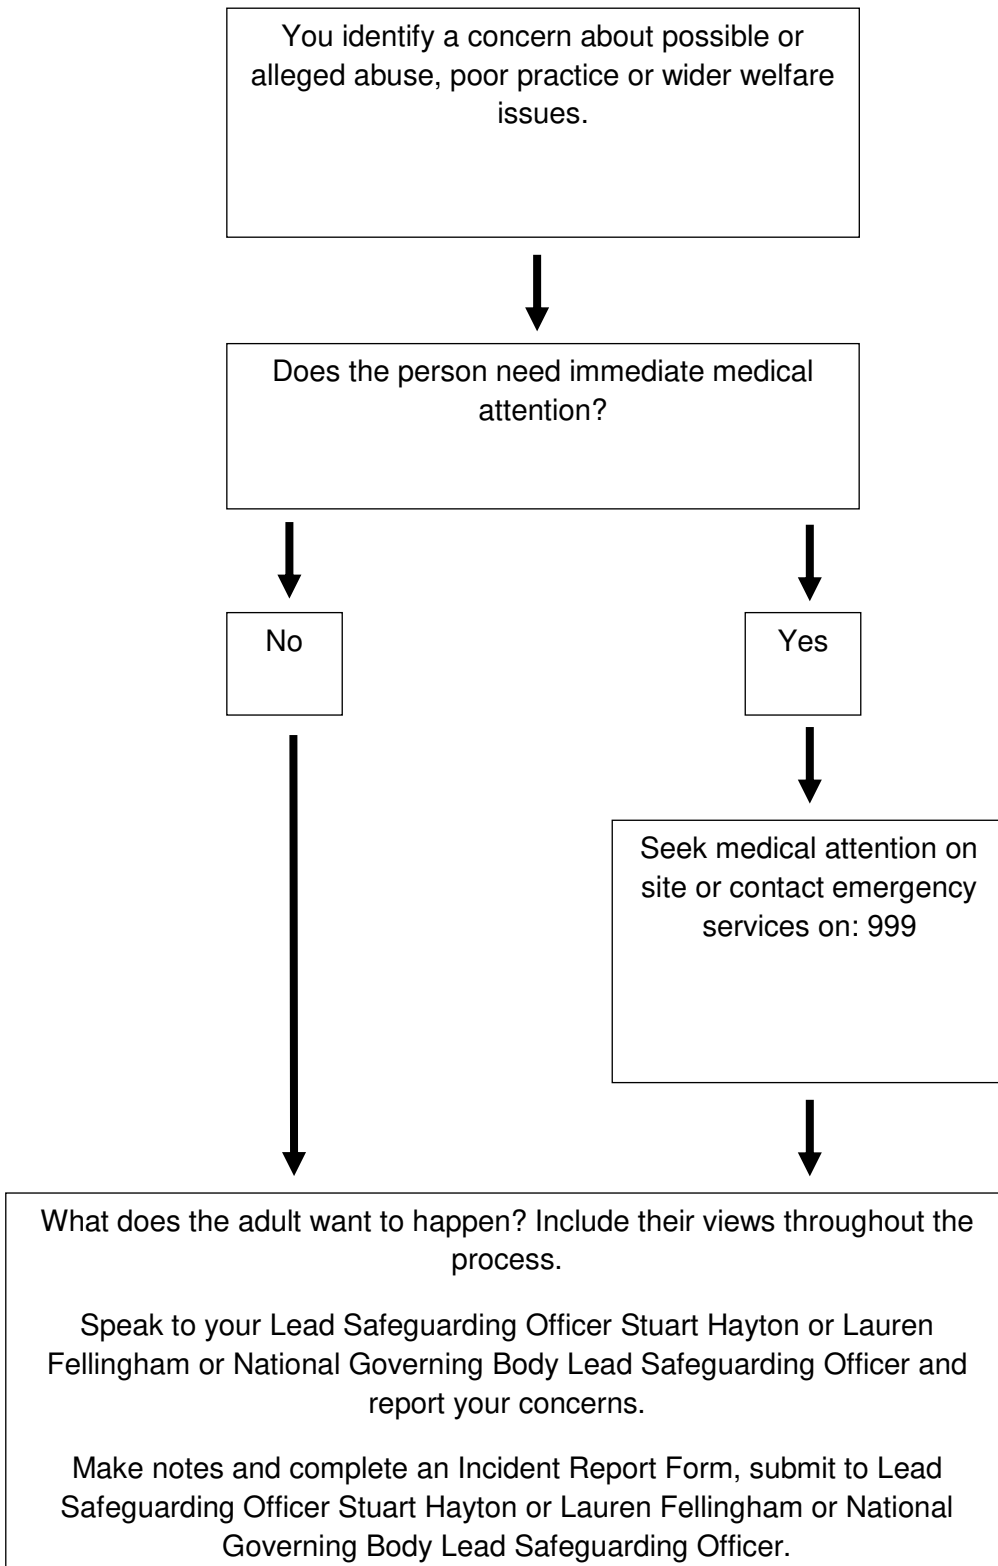 You identify a concern about possible or
alleged abuse, poor practice or wider welfare
issues.
Does the person need immediate medical
attention?
No
Yes
Seek medical attention on
site or contact emergency
services on: 999
What does the adult want to happen? Include their views throughout the
process.
Speak to your Lead Safeguarding Officer Stuart Hayton or Lauren
Fellingham or National Governing Body Lead Safeguarding Officer and
report your concerns.
Make notes and complete an Incident Report Form, submit to Lead
Safeguarding Officer Stuart Hayton or Lauren Fellingham or National
Governing Body Lead Safeguarding Officer.